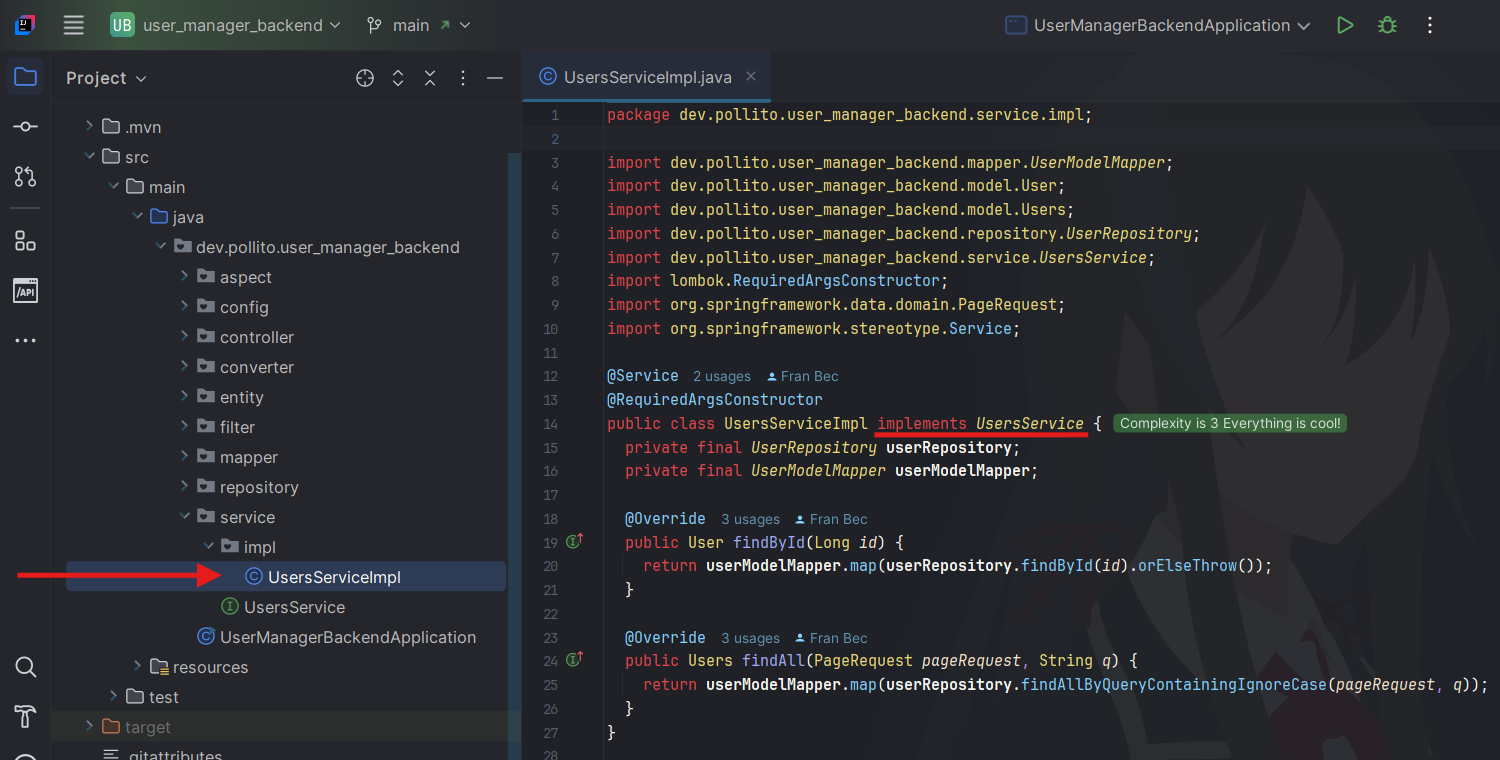 UB user_manager_backend main UserManagerBackendApplication
Project
.mvn
src
main
java
dev.pollito.user_manager_backend
aspect
config
controller
converter
entity
filter
mapper
repository
service
impl
UsersServiceImpl
UsersService
UserManagerBackendApplication
resources
test
target
.gitattributes
/API
UsersServiceImpl.java
1 package dev.pollito.user_manager_backend.service.impl;
2
3 import dev.pollito.user_manager_backend.mapper.UserModelMapper;
4 import dev.pollito.user_manager_backend.model.User;
5 import dev.pollito.user_manager_backend.model.Users;
6 import dev.pollito.user_manager_backend.repository.UserRepository;
7 import dev.pollito.user_manager_backend.service.UsersService;
8 import lombok.RequiredArgsConstructor;
9 import org.springframework.data.domain.PageRequest;
10 import org.springframework.stereotype.Service;
11
12 @Service 2 usages Fran Bec
13 @RequiredArgsConstructor
14 public class UsersServiceImpl implements UsersService { Complexity is 3 Everything is cool!
15 private final UserRepository userRepository;
16 private final UserModelMapper userModelMapper;
17
18 @Override 3 usages Fran Bec
19 public User findById(Long id) {
20 return userModelMapper.map(userRepository.findById(id).orElseThrow());
21 }
22
23 @Override 3 usages Fran Bec
24 public Users findAll(PageRequest pageRequest, String q) {
25 return userModelMapper.map(userRepository.findAllByQueryContainingIgnoreCase(pageRequest, q));
26 }
27 }
28